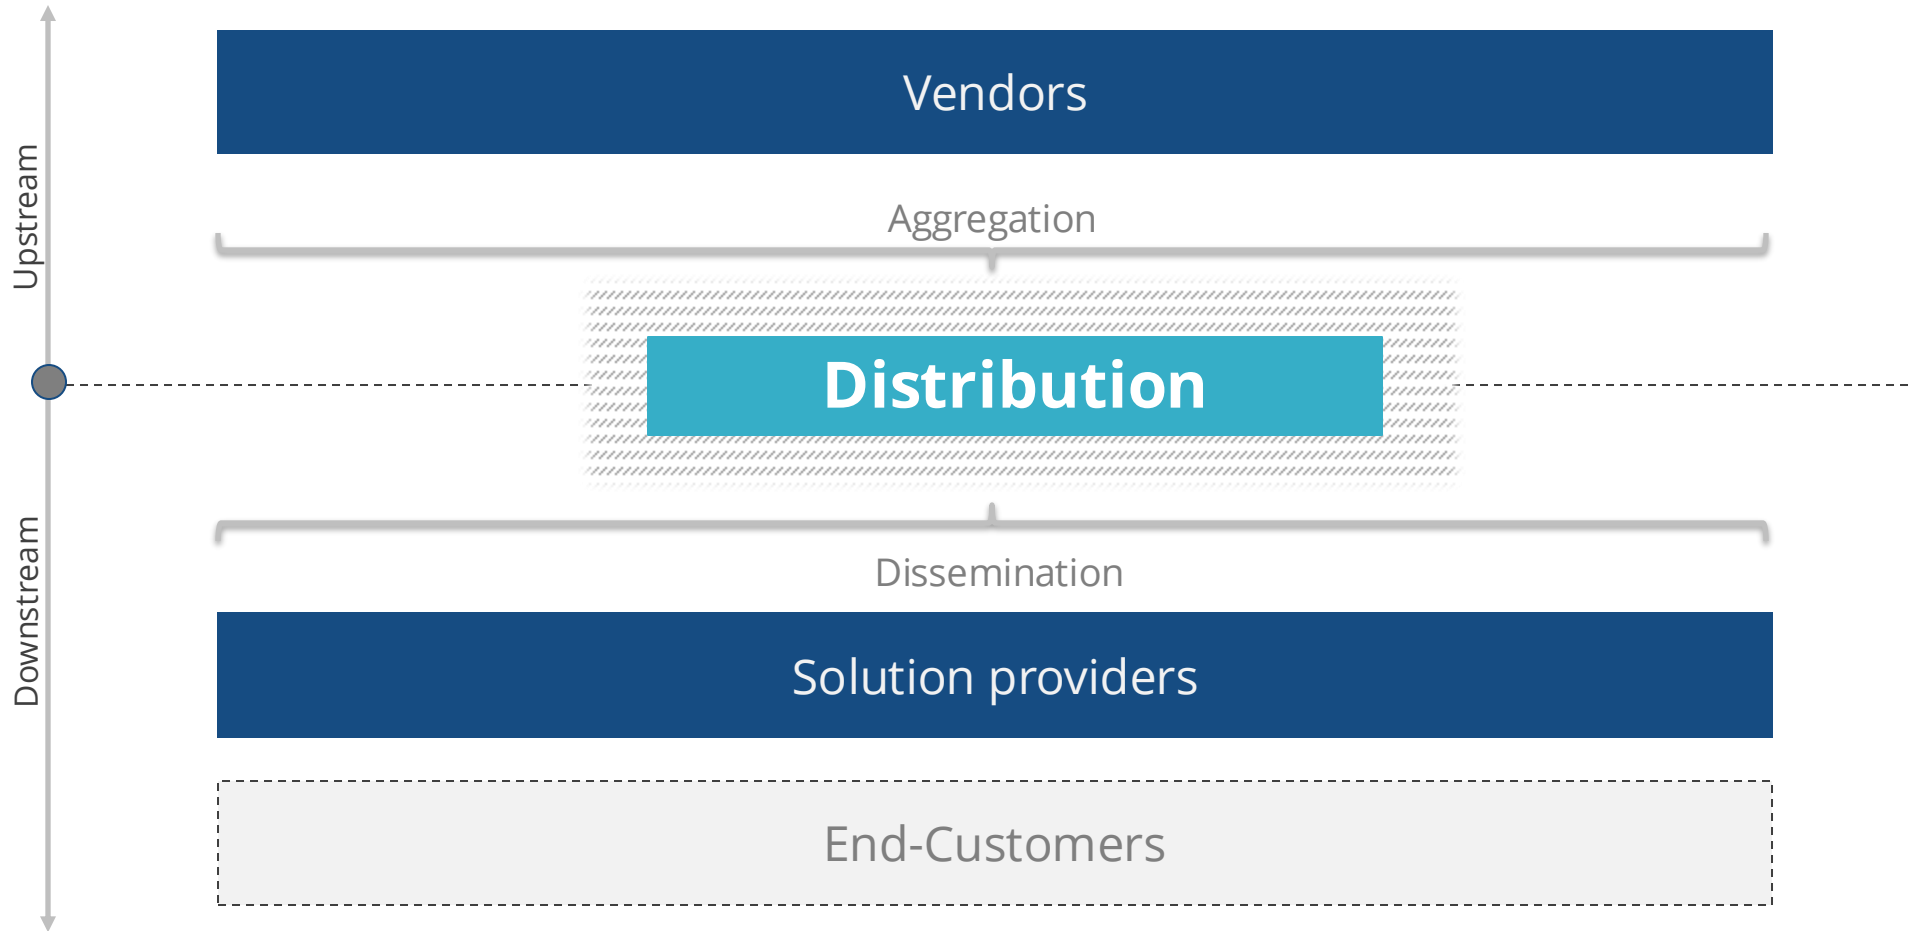 Vendors
Upstream
Aggregation
Distribution
Downstream
Dissemination
Solution providers
End-Customers